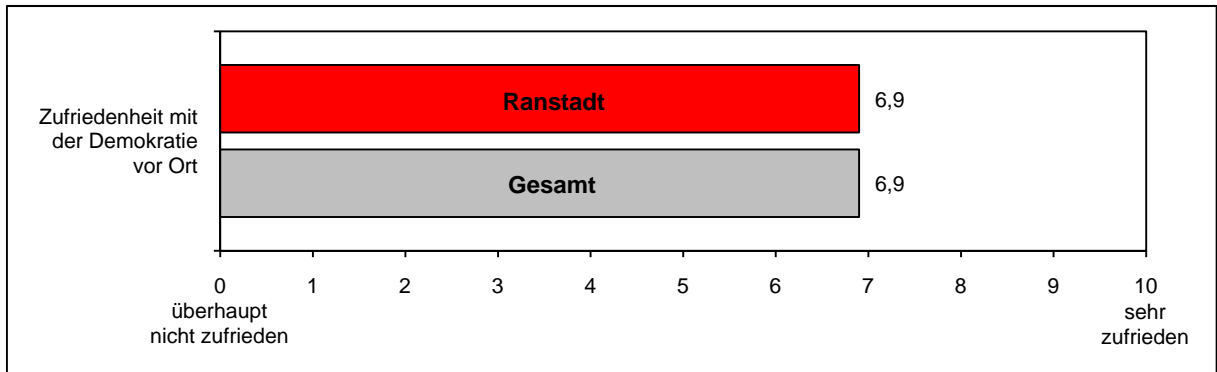 Zufriedenheit mit
der Demokratie
vor Ort
Ranstadt
6,9
Gesamt
6,9
0 1 2 3 4 5 6 7 8 9 10
überhaupt
nicht zufrieden
sehr
zufrieden